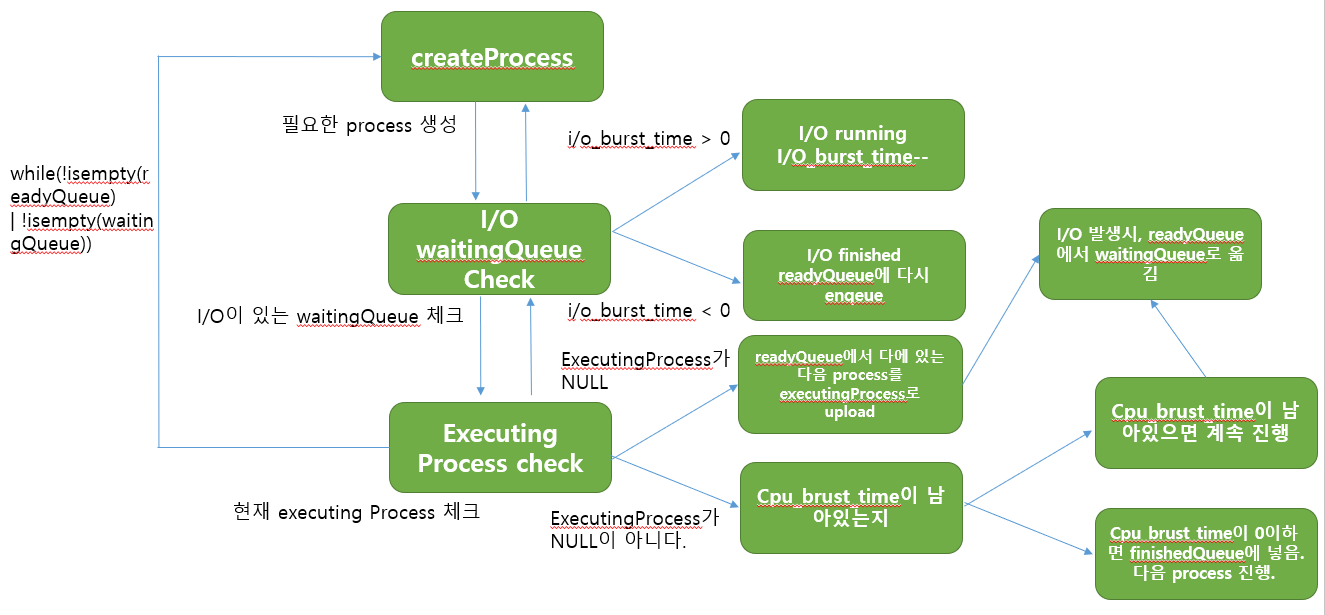 createProcess
필요한 process 생성
while(!isempty(r
eadyQueue)
| !isempty(waitin
gQueue))
I/O
waitingQueue
Check
i/o_burst_time > 0
I/O running
I/O_burst_time--
I/O finished
readyQueue에 다시
enqeue
i/o_burst_time < 0
I/O이 있는 waitingQueue 체크
I/O 발생시, readyQueue
에서 waitingQueue로 옮
김
ExecutingProcess가
NULL
readyQueue에서 다에 있는
다음 process를
executingProcess로
upload
Executing
Process check
현재 executing Process 체크
ExecutingProcess가
NULL이 아니다.
Cpu_brust_time이 남
아있는지
Cpu_brust_time이 남
아있으면 계속 진행
Cpu_brust_time이 0이하
면 finishedQueue에 넣음.
다음 process 진행.